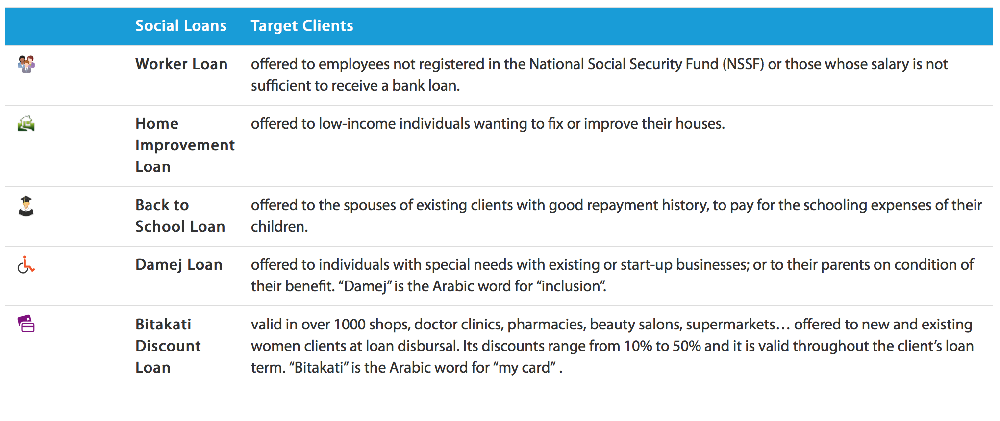 Social Loans Target Clients
Worker Loan offered to employees not registered in the National Social Security Fund (NSSF) or those whose salary is not
sufficient to receive a bank loan.
Home offered to low-income individuals wanting to fix or improve their houses.
Improvement
Loan
Back to offered to the spouses of existing clients with good repayment history, to pay for the schooling expenses of their
School Loan children.
Damej Loan offered to individuals with special needs with existing or start-up businesses; or to their parents on condition of
their benefit. “Damej” is the Arabic word for “inclusion”.
Bitakati valid in over 1000 shops, doctor clinics, pharmacies, beauty salons, supermarkets… offered to new and existing
Discount women clients at loan disbursal. Its discounts range from 10% to 50% and it is valid throughout the client’s loan
Loan term. “Bitakati” is the Arabic word for “my card” .